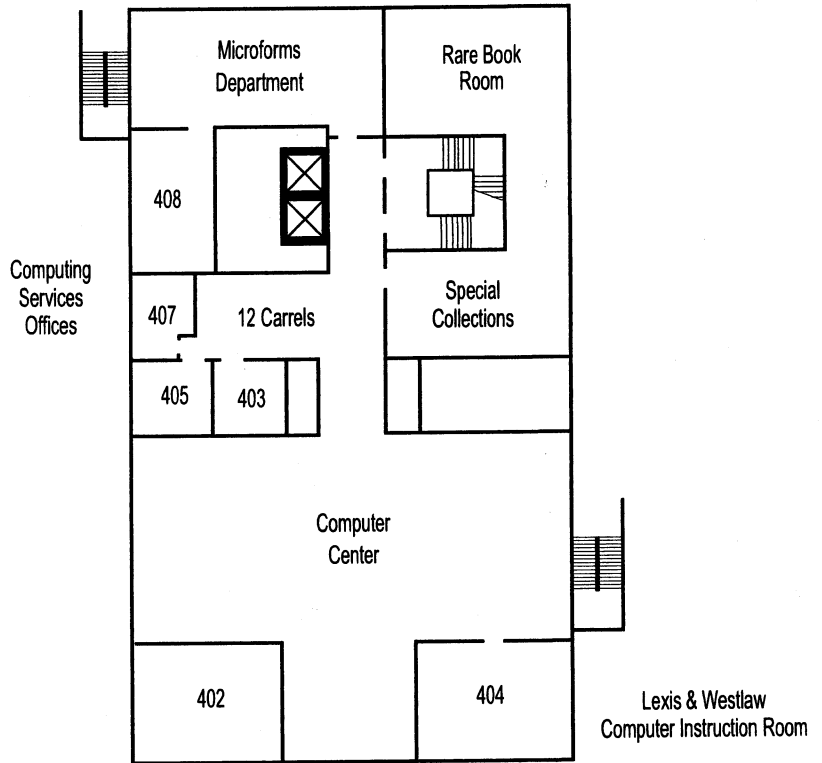 Microforms
Department
Rare Book
Room
408
Computing
Services
Offices
407
12 Carrels
Special
Collections
405
403
Computer
Center
402
404
Lexis & Westlaw
Computer Instruction Room